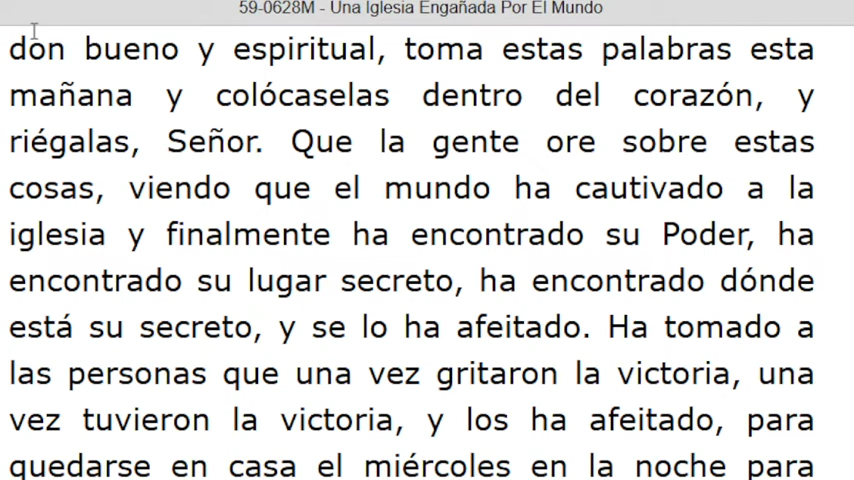 59-0628M - Una Iglesia Engañada Por El Mundo
don bueno y espiritual, toma estas palabras esta
mañana y colócaselas dentro del corazón, y
riégalas, Señor. Que la gente ore sobre estas
cosas, viendo que el mundo ha cautivado a la
iglesia y finalmente ha encontrado su Poder, ha
encontrado su lugar secreto, ha encontrado dónde
está su secreto, y se lo ha afeitado. Ha tomado a
las personas que una vez gritaron la victoria, una
vez tuvieron la victoria, y los ha afeitado, para
quedarse en casa el miércoles en la noche para